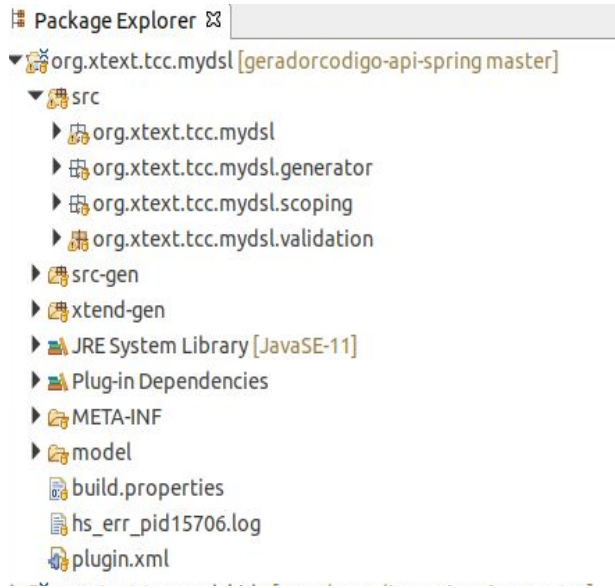 Package Explorer
org.xtext.tcc.mydsl [geradorcodigo-api-spring master]
src
org.xtext.tcc.mydsl
org.xtext.tcc.mydsl.generator
org.xtext.tcc.mydsl.scoping
org.xtext.tcc.mydsl.validation
src-gen
xtend-gen
JRE System Library [JavaSE-11]
Plug-in Dependencies
META-INF
model
build.properties
hs_err_pid15706.log
plugin.xml